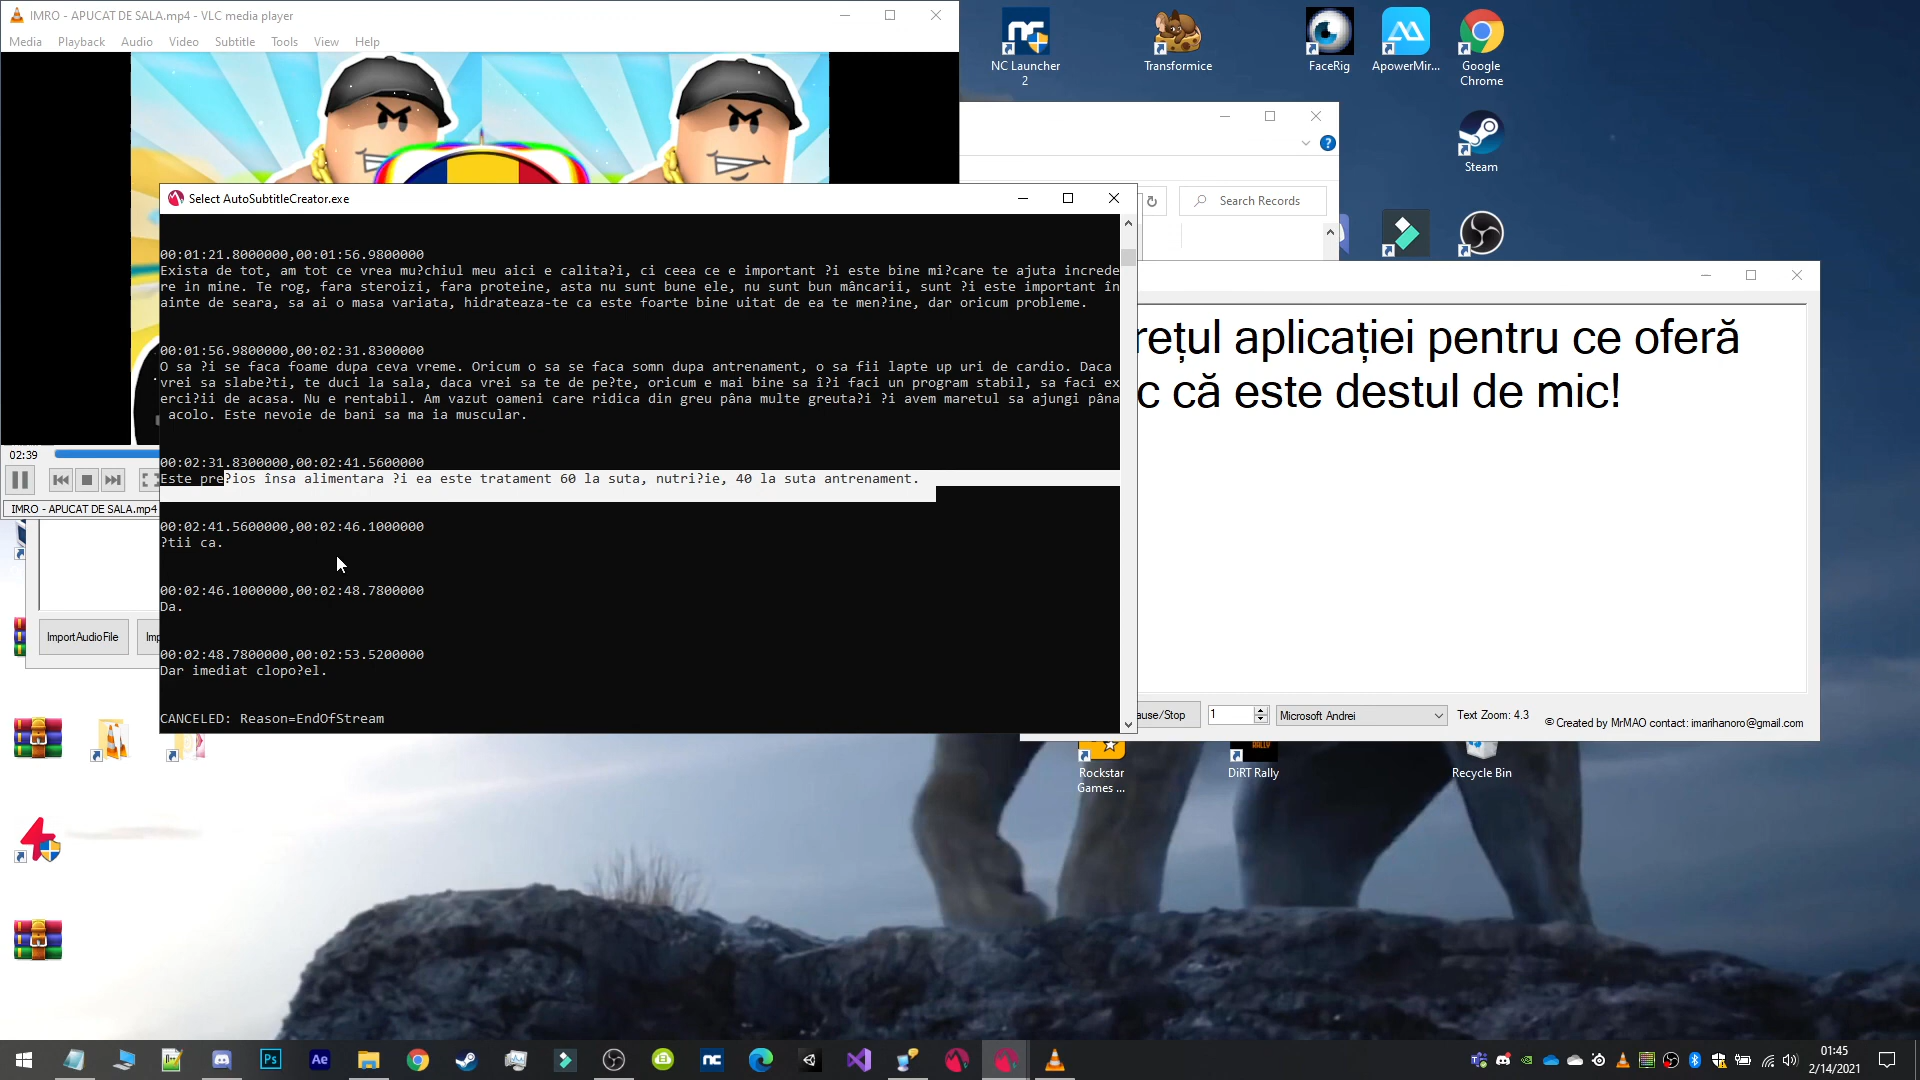 IMRO - APUCAT DE SALA.mp4 - VLC media player
Media Playback Audio Video Subtitle Tools View Help
NC Launcher 2
Transformice
FaceRig
ApowerMir...
Google Chrome
Steam
Search Records
Select AutoSubtitleCreator.exe
00:01:21.8000000,00:01:56.9800000
Exista de tot, am tot ce vrea mu?chiul meu aici e calita?i, ci ceea ce e important ?i este bine mi?care te ajuta increde
re in mine. Te rog, fara steroizi, fara proteine, asta nu sunt bune ele, nu sunt bun mâncarii, sunt ?i este important în
ainte de seara, sa ai o masa variata, hidrateaza-te ca este foarte bine uitat de ea te men?ine, dar oricum probleme.
00:01:56.9800000,00:02:31.8300000
O sa ?i se faca foame dupa ceva vreme. Oricum o sa se faca somn dupa antrenament, o sa fii lapte up uri de cardio. Daca
vrei sa slabe?ti, te duci la sala, daca vrei sa te de pe?te, oricum e mai bine sa î?i faci un program stabil, sa faci ex
erci?ii de acasa. Nu e rentabil. Am vazut oameni care ridica din greu pâna multe greuta?i ?i avem maretul sa ajungi pâna
acolo. Este nevoie de bani sa ma ia muscular.
00:02:31.8300000,00:02:41.5600000
Este pre?ios însa alimentara ?i ea este tratament 60 la suta, nutri?ie, 40 la suta antrenament.
00:02:41.5600000,00:02:46.1000000
?tii ca.
00:02:46.1000000,00:02:48.7800000
Da.
00:02:48.7800000,00:02:53.5200000
Dar imediat clopo?el.
CANCELED: Reason=EndOfStream
rețul aplicației pentru ce oferă
c că este destul de mic!
02:39
IMRO - APUCAT DE SALA.mp4
ImportAudioFile Imp
ause/Stop 1 Microsoft Andrei Text Zoom: 4.3 © Created by MrMAO contact: imarihanoro@gmail.com
Rockstar Games ...
DiRT Rally
Recycle Bin
Ps
Ae
nc
01:45
2/14/2021